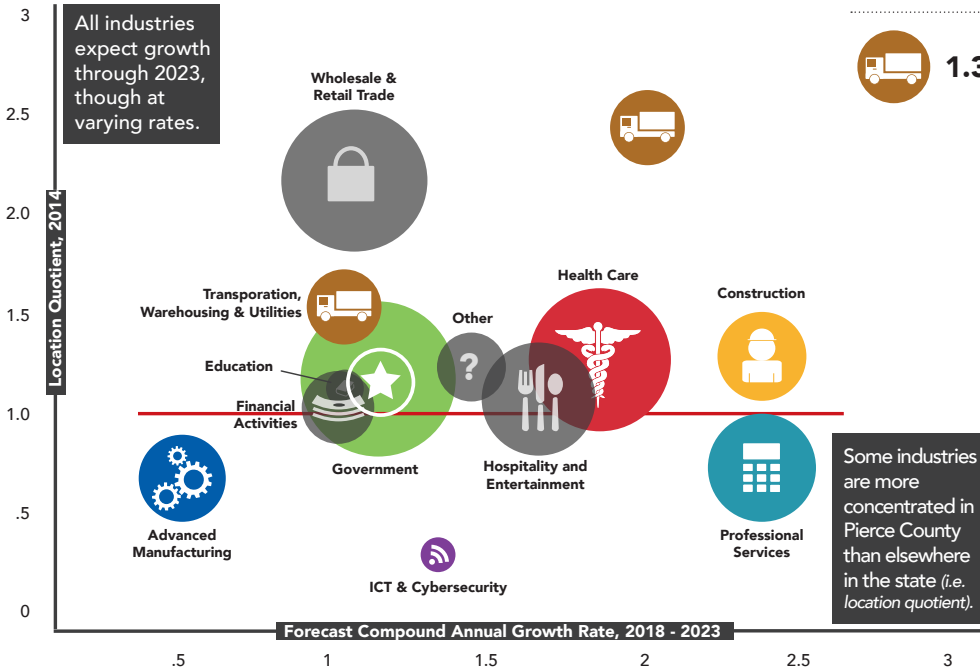 3
All industries
expect growth
through 2023,
though at
varying rates.
Wholesale &
Retail Trade
1.3
2.5
2.0
Location Quotient, 2014
Health Care
Construction
Transporation,
Warehousing & Utilities
1.5
Other
?
Education
Financial
Activities
1.0
Government
Hospitality and
Entertainment
Some industries
are more
concentrated in
Pierce County
than elsewhere
in the state (i.e.
location quotient).
.5
Advanced
Manufacturing
Professional
Services
ICT & Cybersecurity
0
Forecast Compound Annual Growth Rate, 2018 - 2023
.5
1
1.5
2
2.5
3